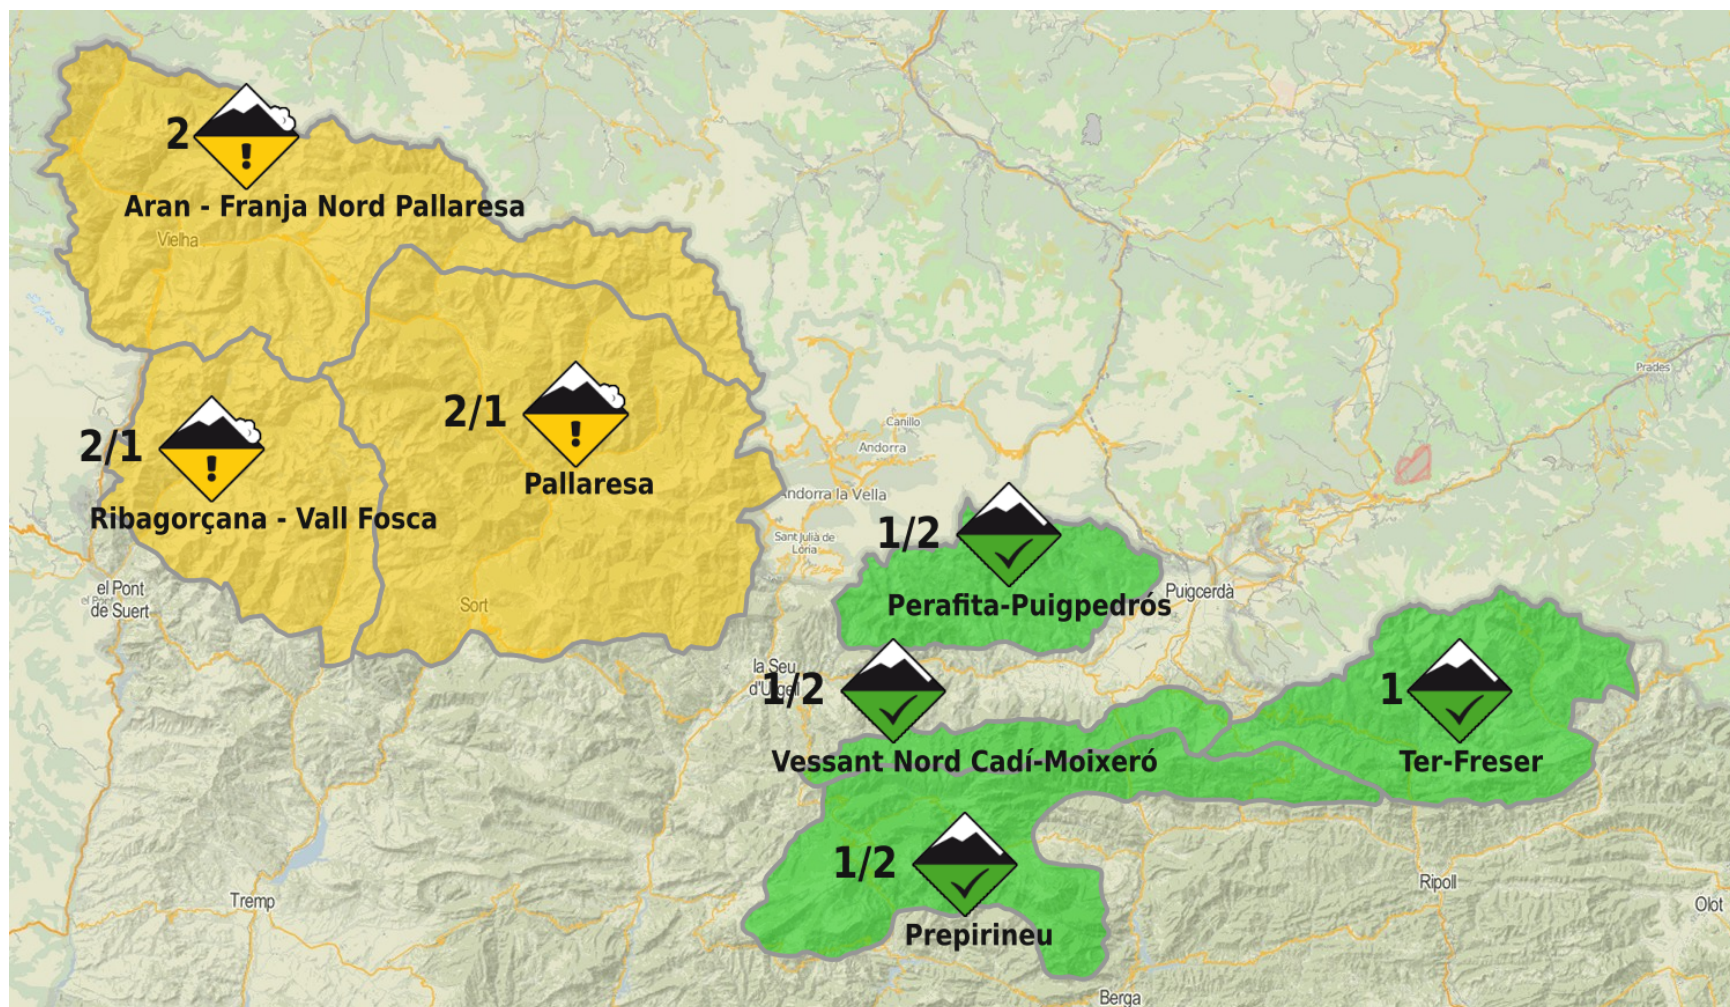 2
Aran - Franja Nord Pallaresa
Vielha
2/1
Pallaresa
2/1
Ribagorçana - Vall Fosca
el Pont
de Suert
Sort
Tremp
Prades
Canillo
Andorra
Andorra la Vella
Sant Julià de
Lòria
1/2
Perafita-Puigpedrós
Puigcerdà
la Seu
d'Urgell
1/2
Vessant Nord Cadí-Moixeró
1
Ter-Freser
1/2
Prepirineu
Ripoll
Olot
Berga